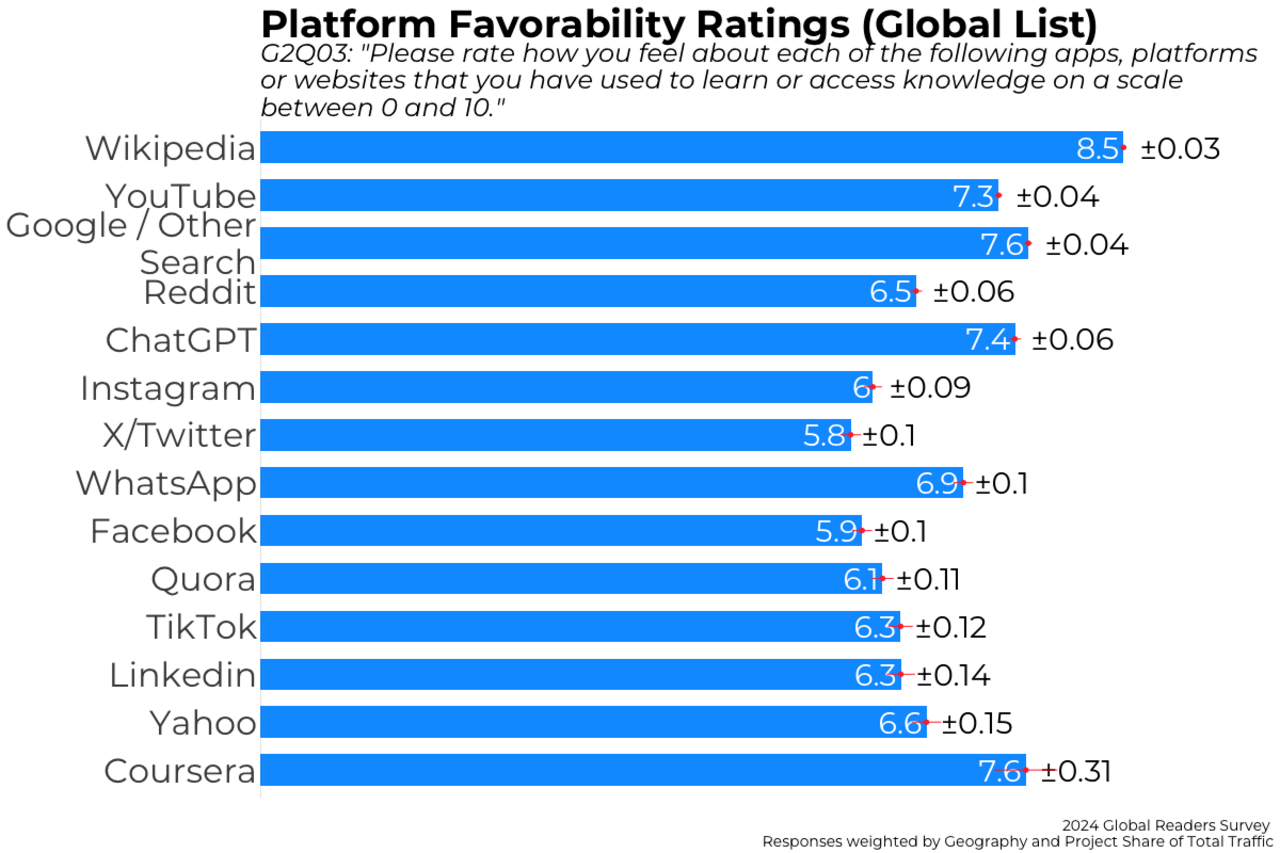 Platform Favorability Ratings (Global List)
G2Q03: "Please rate how you feel about each of the following apps, platforms
or websites that you have used to learn or access knowledge on a scale
between 0 and 10."
Wikipedia 8.5 ±0.03
YouTube 7.3 ±0.04
Google / Other
Search 7.6 ±0.04
Reddit 6.5 ±0.06
ChatGPT 7.4 ±0.06
Instagram 6 ±0.09
X/Twitter 5.8 ±0.1
WhatsApp 6.9 ±0.1
Facebook 5.9 ±0.1
Quora 6.1 ±0.11
TikTok 6.3 ±0.12
Linkedin 6.3 ±0.14
Yahoo 6.6 ±0.15
Coursera 7.6 ±0.31
2024 Global Readers Survey
Responses weighted by Geography and Project Share of Total Traffic